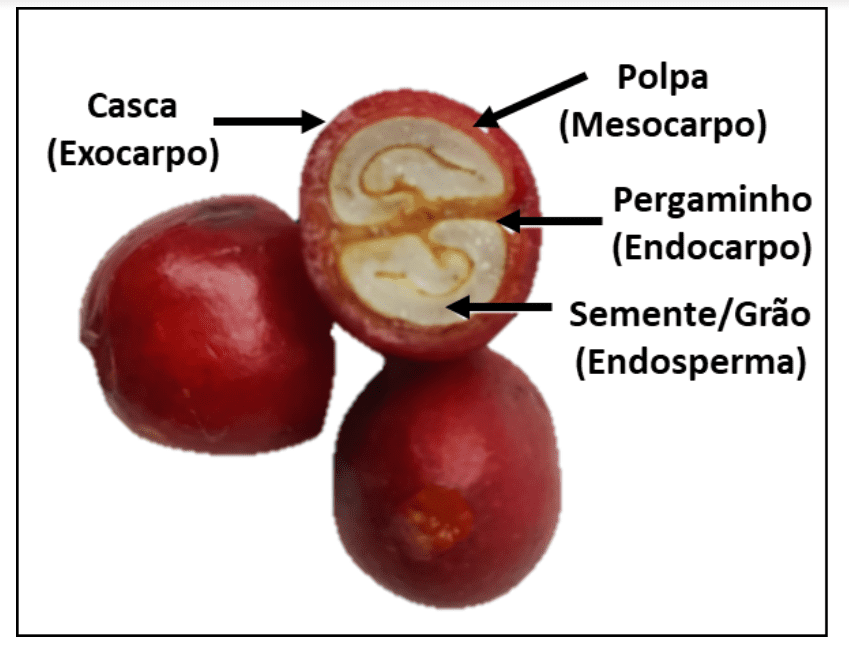 Casca
(Exocarpo)
Polpa
(Mesocarpo)
Pergaminho
(Endocarpo)
Semente/Grão
(Endosperma)